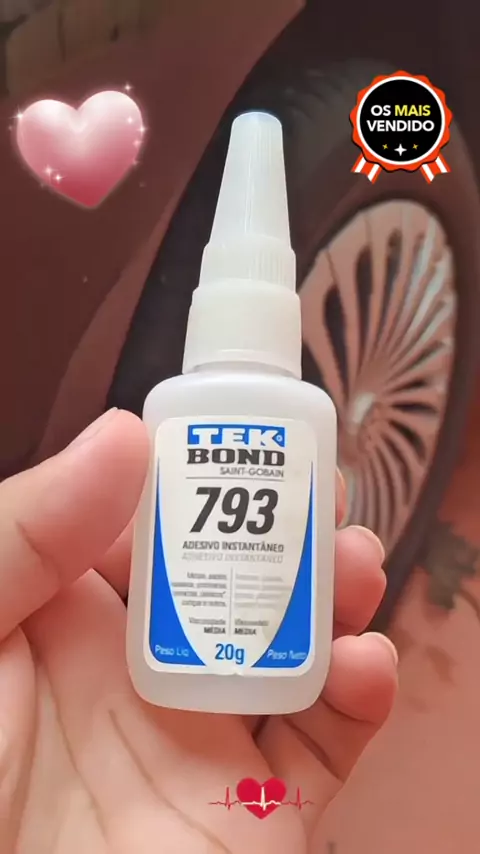 OS MAIS
VENDIDO
TEK
BOND
SAINT-GOBAIN
793
ADESIVO INSTANTÂNEO
ADHESIVO INSTANTÁNEO
Viscosidade
MÉDIA
Viscosidad
MEDIA
Peso Líq
20g
Peso Neto